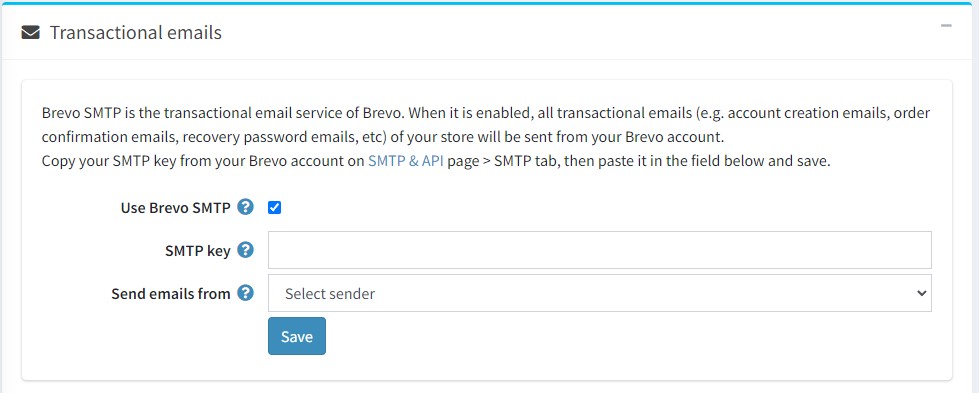 Transactional emails
Brevo SMTP is the transactional email service of Brevo. When it is enabled, all transactional emails (e.g. account creation emails, order
confirmation emails, recovery password emails, etc) of your store will be sent from your Brevo account.
Copy your SMTP key from your Brevo account on SMTP & API page > SMTP tab, then paste it in the field below and save.
Use Brevo SMTP ?
SMTP key ?
Send emails from ? Select sender
Save